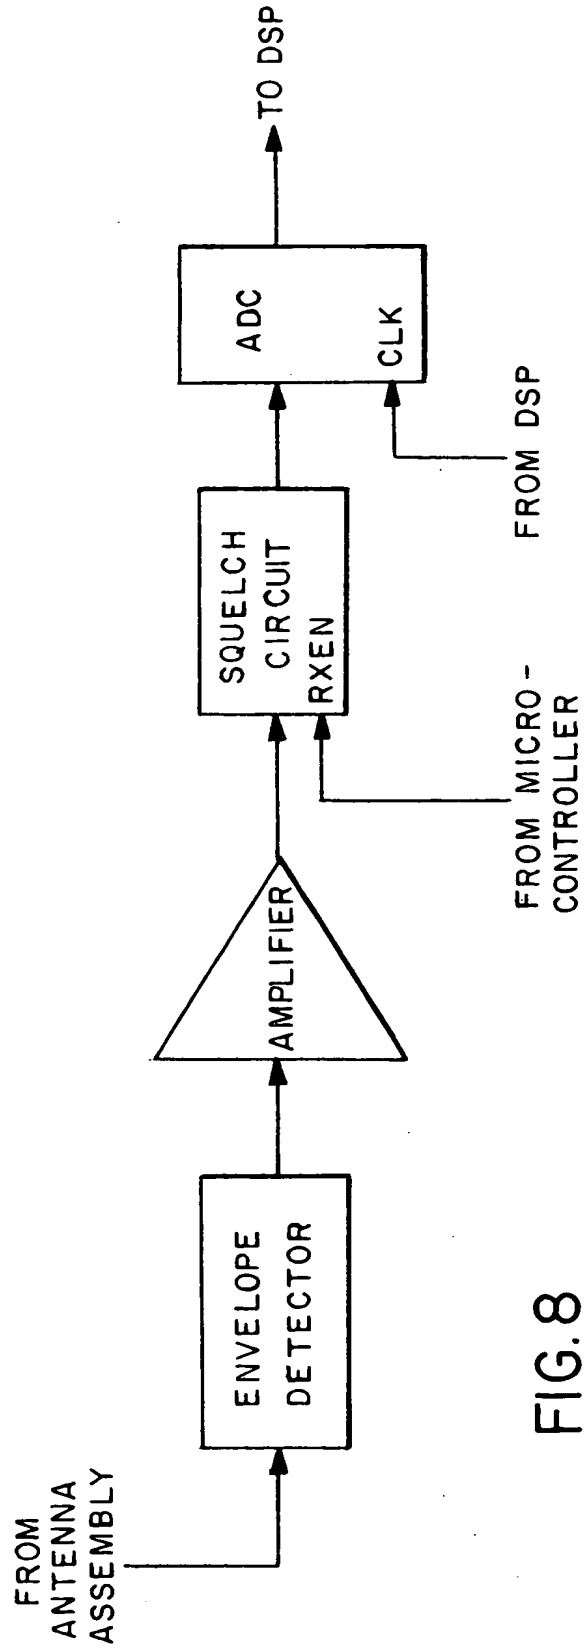 FROM
ANTENNA
ASSEMBLY
ENVELOPE
DETECTOR
AMPLIFIER
SQUELCH
CIRCUIT
RXEN
FROM MICRO-
CONTROLLER
ADC
CLK
FROM DSP
TO DSP
FIG. 8